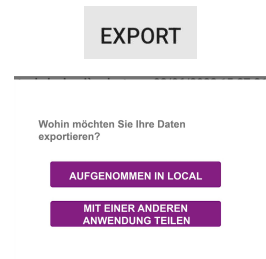 EXPORT
Wohin möchten Sie Ihre Daten
exportieren?
AUFGENOMMEN IN LOCAL
MIT EINER ANDEREN
ANWENDUNG TEILEN